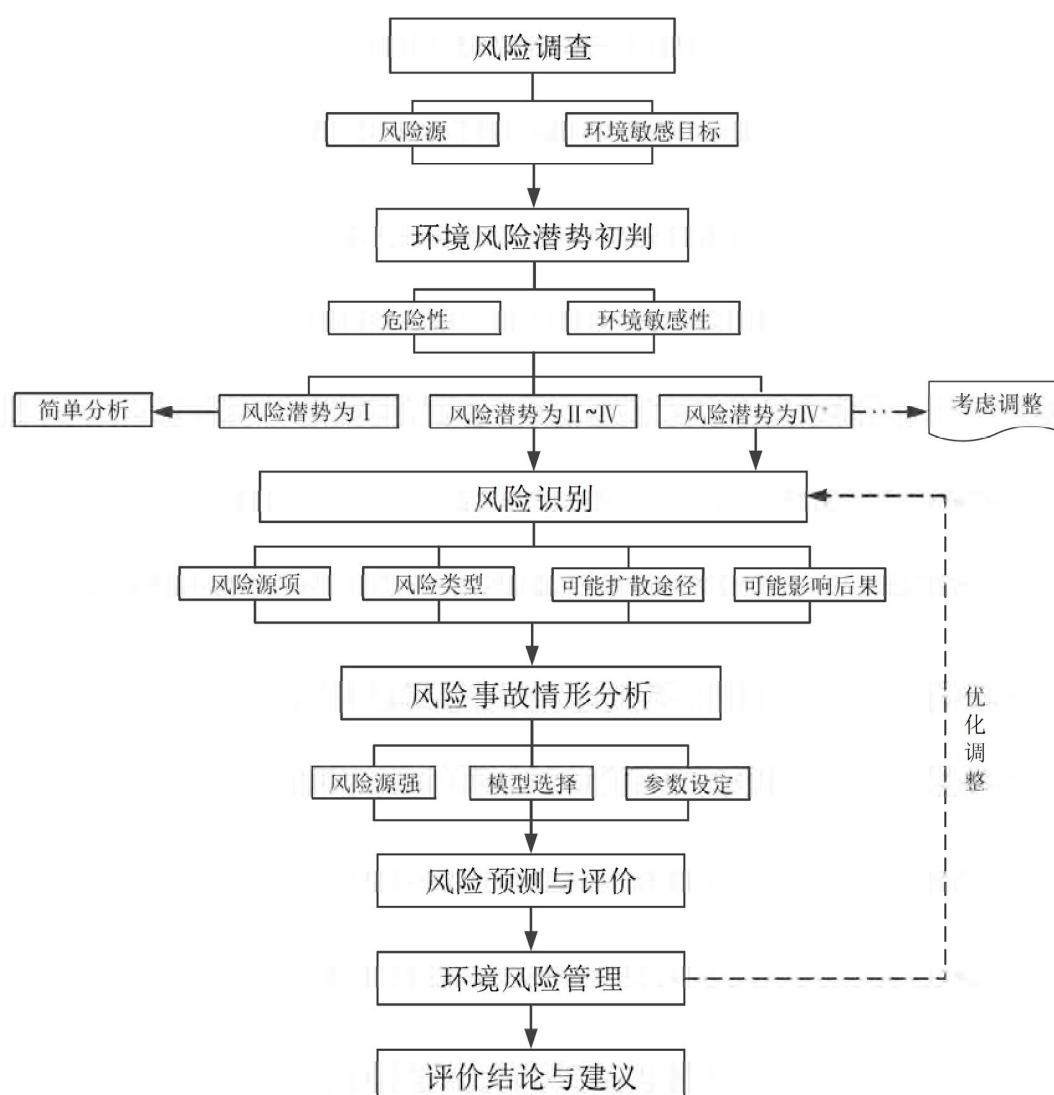 风险调查
风险源
环境敏感目标
环境风险潜势初判
危险性
环境敏感性
简单分析
风险潜势为Ⅰ
风险潜势为Ⅱ~Ⅳ
风险潜势为Ⅳ+
考虑调整
风险识别
风险源项
风险类型
可能扩散途径
可能影响后果
风险事故情形分析
优化调整
风险源强
模型选择
参数设定
风险预测与评价
环境风险管理
评价结论与建议